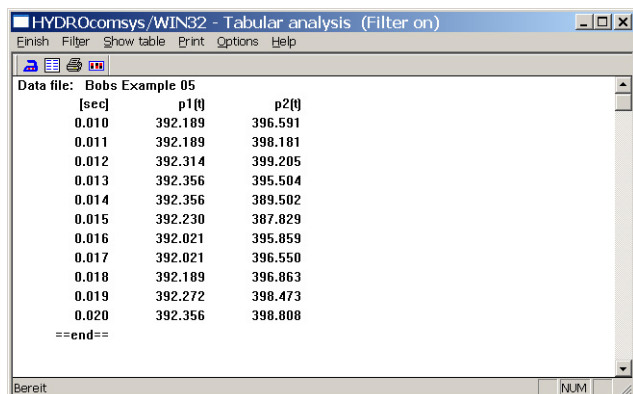 HYDROcomsys/WIN32 - Tabular analysis (Filter on)
Finish Filter Show table Print Options Help
Data file: Bobs Example 05
[sec] p1(t) p2(t)
0.010 392.189 396.591
0.011 392.189 398.181
0.012 392.314 399.205
0.013 392.356 395.504
0.014 392.356 389.502
0.015 392.230 387.829
0.016 392.021 395.859
0.017 392.021 396.550
0.018 392.189 396.863
0.019 392.272 398.473
0.020 392.356 398.808
==end==
Bereit NUM